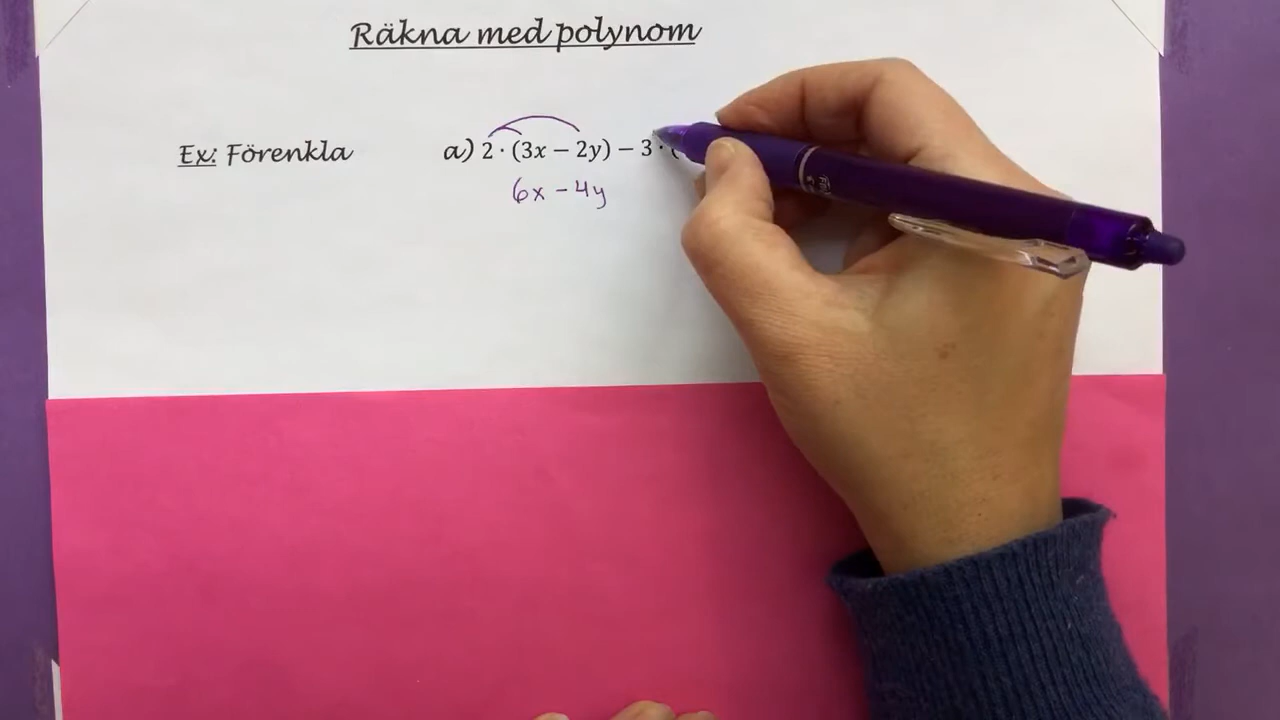 Räkna med polynom
Ex: Förenkla a) 2 · (3x − 2y) − 3 · (
6x − 4y